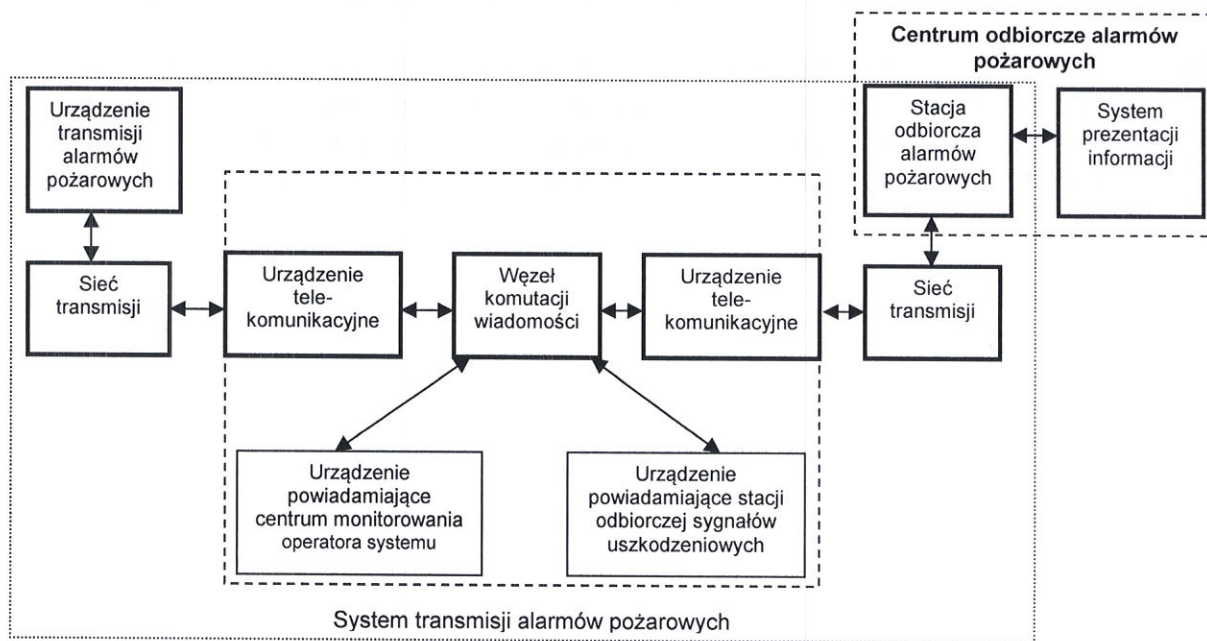 Centrum odbiorcze alarmów
pożarowych
Urządzenie
transmisji
alarmów
pożarowych
Stacja
odbiorcza
alarmów
pożarowych
System
prezentacji
informacji
Sieć
transmisji
Urządzenie
tele-
komunikacyjne
Węzeł
komutacji
wiadomości
Urządzenie
tele-
komunikacyjne
Sieć
transmisji
Urządzenie
powiadamiające
centrum monitorowania
operatora systemu
Urządzenie
powiadamiające stacji
odbiorczej sygnałów
uszkodzeniowych
System transmisji alarmów pożarowych